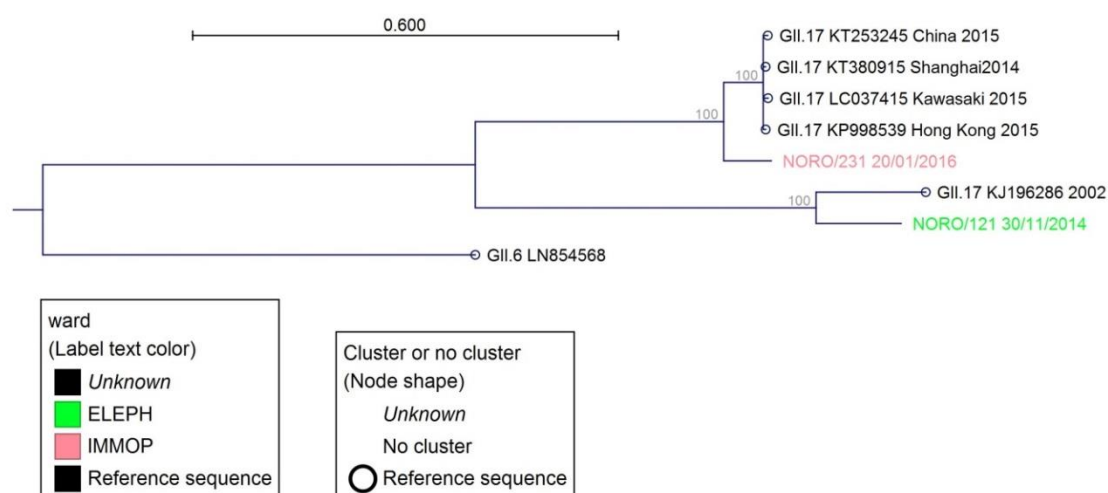 0.600
GII.17 KT253245 China 2015
100
GII.17 KT380915 Shanghai2014
GII.17 LC037415 Kawasaki 2015
100
GII.17 KP998539 Hong Kong 2015
NORO/231 20/01/2016
GII.17 KJ196286 2002
100
NORO/121 30/11/2014
GII.6 LN854568
ward
(Label text color)
Unknown
ELEPH
IMMOP
Reference sequence
Cluster or no cluster
(Node shape)
Unknown
No cluster
Reference sequence